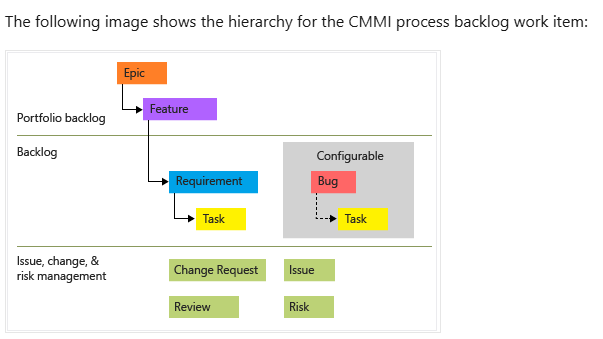 The following image shows the hierarchy for the CMMI process backlog work item:
Epic
Feature
Portfolio backlog
Backlog
Configurable
Requirement
Bug
Task
Task
Issue, change, &
risk management
Change Request
Issue
Review
Risk